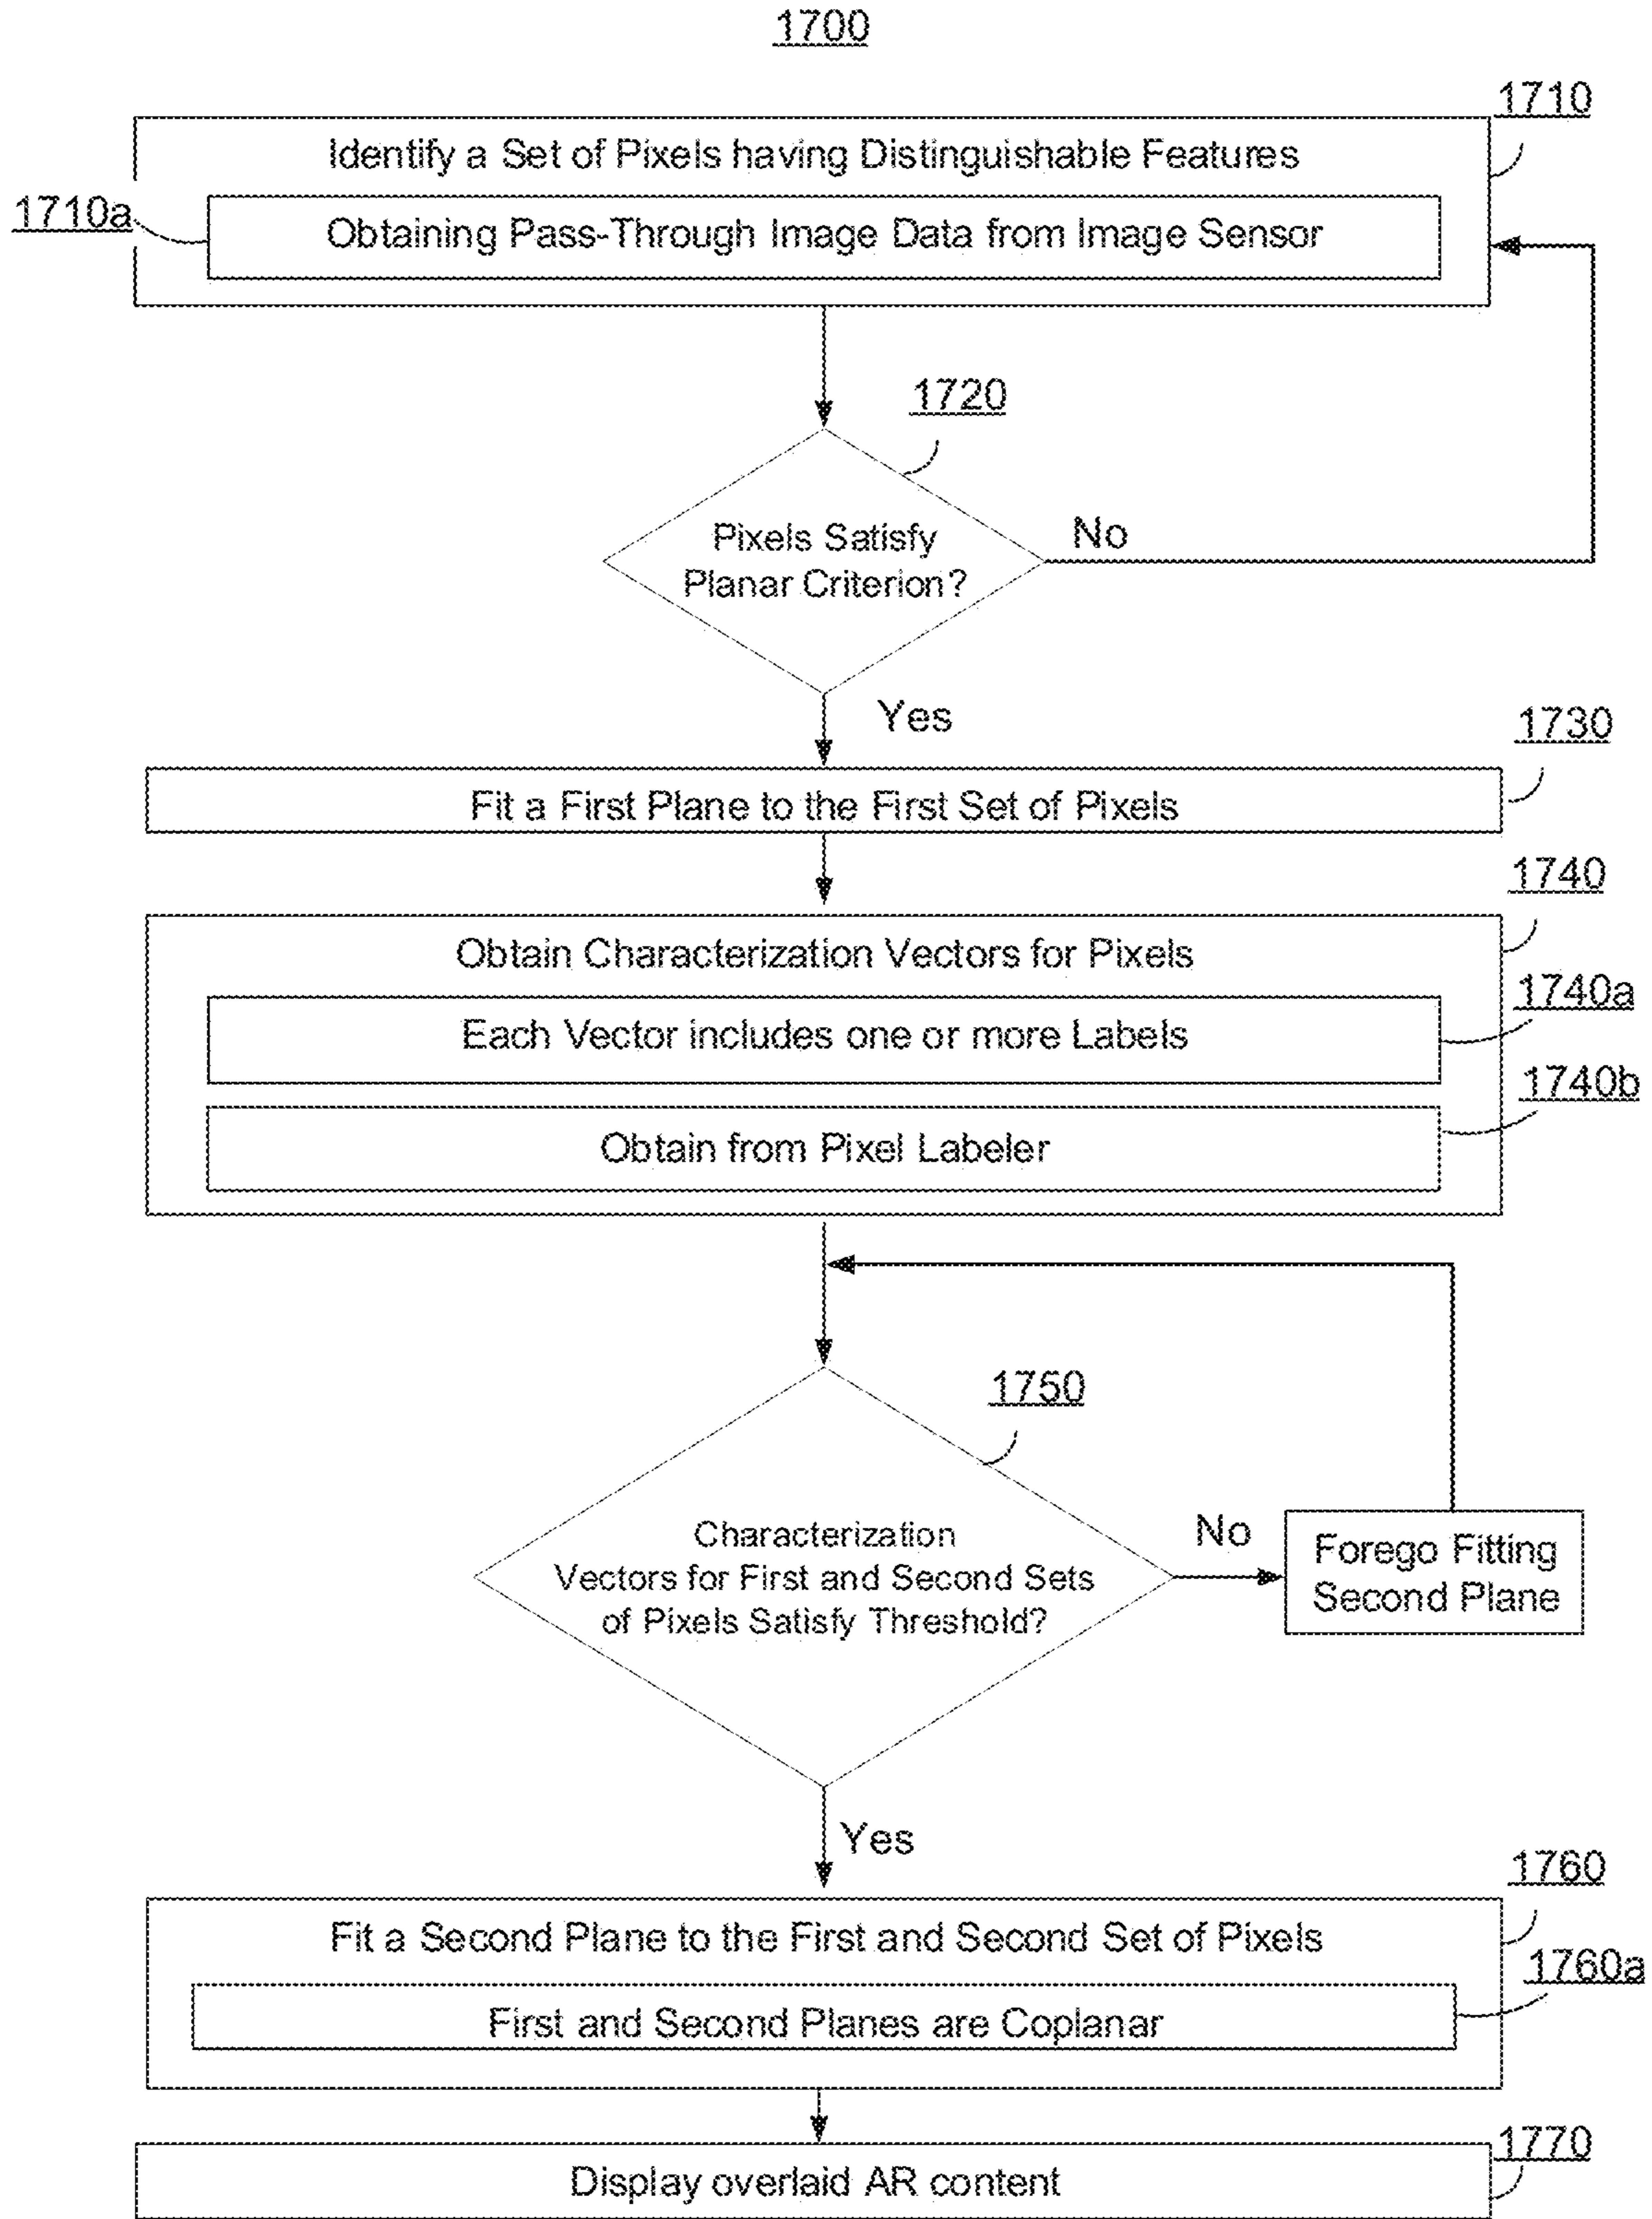 1700
1710
Identify a Set of Pixels having Distinguishable Features
1710a
Obtaining Pass-Through Image Data from Image Sensor
1720
Pixels Satisfy
Planar Criterion?
No
Yes
1730
Fit a First Plane to the First Set of Pixels
1740
Obtain Characterization Vectors for Pixels
1740a
Each Vector includes one or more Labels
1740b
Obtain from Pixel Labeler
1750
Characterization
Vectors for First and Second Sets
of Pixels Satisfy Threshold?
No
Forego Fitting
Second Plane
Yes
1760
Fit a Second Plane to the First and Second Set of Pixels
1760a
First and Second Planes are Coplanar
1770
Display overlaid AR content